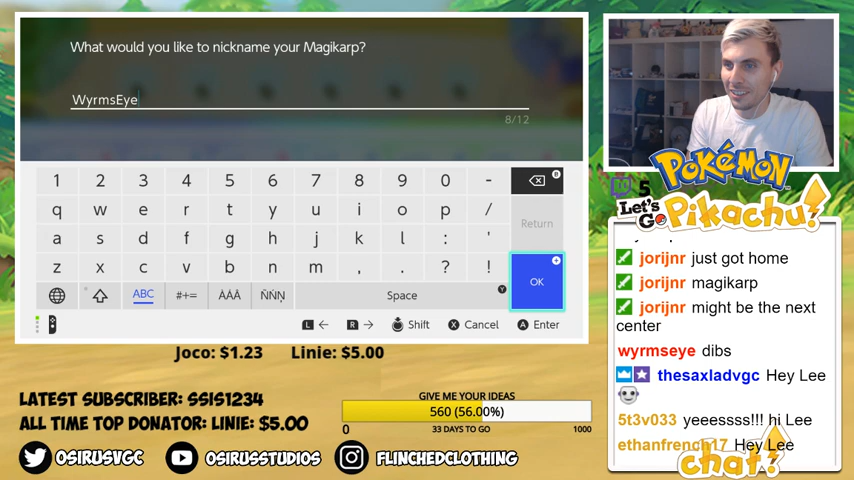 What would you like to nickname your Magikarp?
WyrmsEye
8/12
1 2 3 4 5 6 7 8 9 0 -
q w e r t y u i o p /
Return
a s d f g h j k l : '
z x c v b n m , . ? !
OK
ABC #+= ÀÁÂ ÑŃŅ Space
L ← R → Shift X Cancel A Enter
Joco: $1.23 Linie: $5.00
LATEST SUBSCRIBER: SSIS1234
ALL TIME TOP DONATOR: LINIE: $5.00
GIVE ME YOUR IDEAS
560 (56.00%)
0 33 DAYS TO GO 1000
OSIRUSVGC OSIRUSSTUDIOS FLINCHEDCLOTHING
POKÉMON
5
Let's Go Pikachu!
jorijnr just got home
jorijnr magikarp
jorijnr might be the next
center
wyrmseye dibs
thesaxladvgc Hey Lee
5t3v033 yeeessss!!! hi Lee
ethanfrench17 Hey Lee
chat!